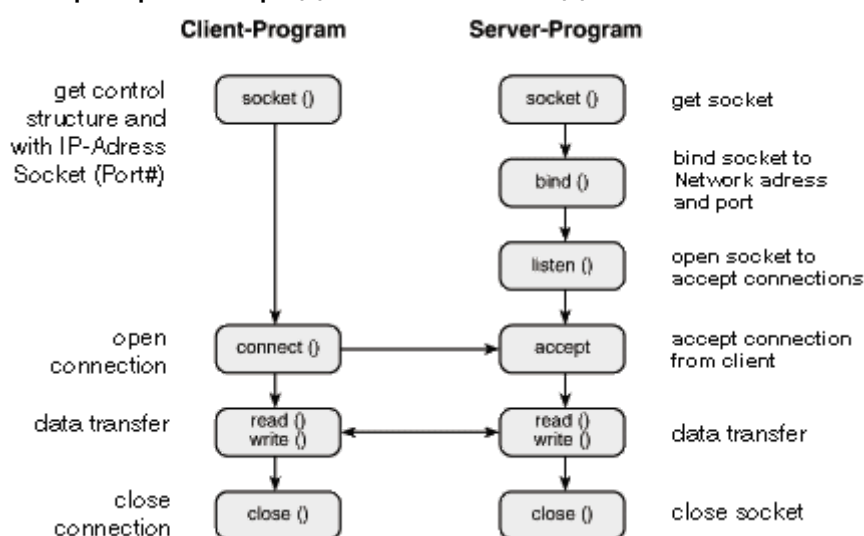 Client-Program
Server-Program
get control
structure and
with IP-Adress
Socket (Port#)
socket ()
socket ()
get socket
bind ()
bind socket to
Network adress
and port
listen ()
open socket to
accept connections
open
connection
connect ()
accept
accept connection
from client
data transfer
read ()
write ()
read ()
write ()
data transfer
close
connection
close ()
close ()
close socket